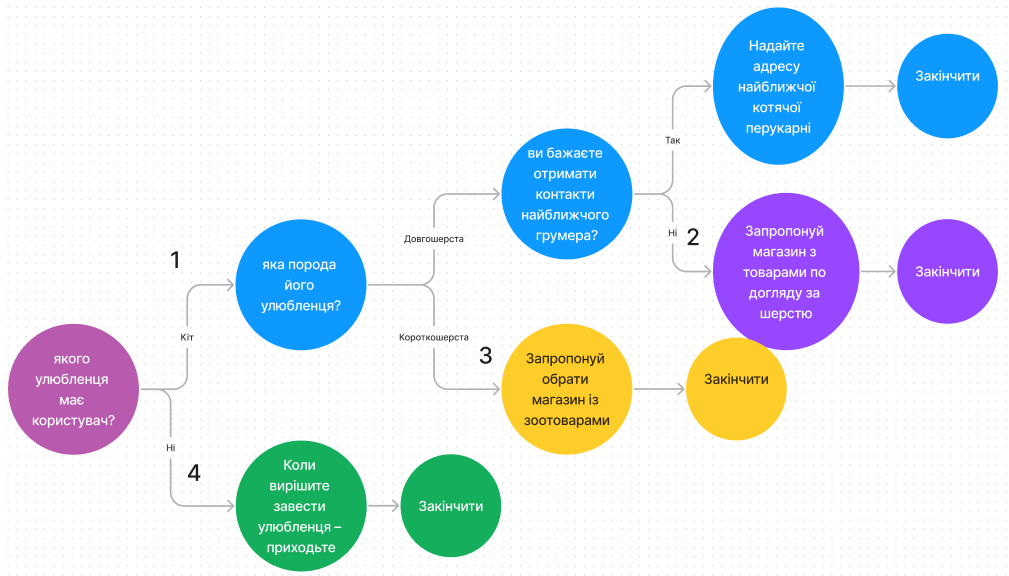 Надайте
адресу
найближчої
котячої
перукарні
Закінчити
Так
ви бажаєте
отримати
контакти
найближчого
грумера?
Ні
2
Запропонуй
магазин з
товарами по
догляду за
шерстю
Закінчити
Довгошерста
1
яка порода
його
улюбленця?
Кіт
Короткошерста
3
Запропонуй
обрати
магазин із
зоотоварами
Закінчити
якого
улюбленця
має
користувач?
Ні
4
Коли
вирішите
завести
улюбленця –
приходьте
Закінчити